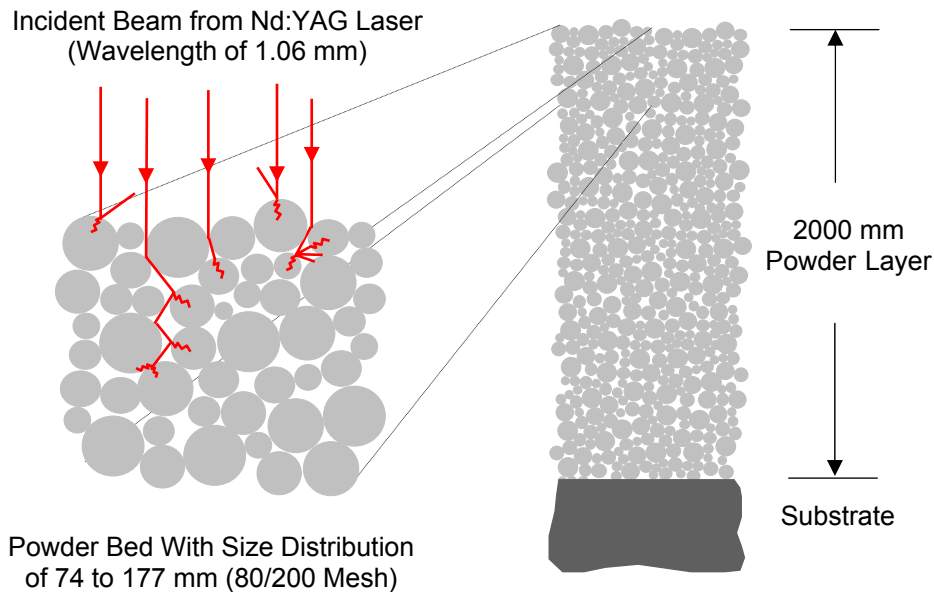 Incident Beam from Nd:YAG Laser
(Wavelength of 1.06 mm)
2000 mm
Powder Layer
Substrate
Powder Bed With Size Distribution
of 74 to 177 mm (80/200 Mesh)